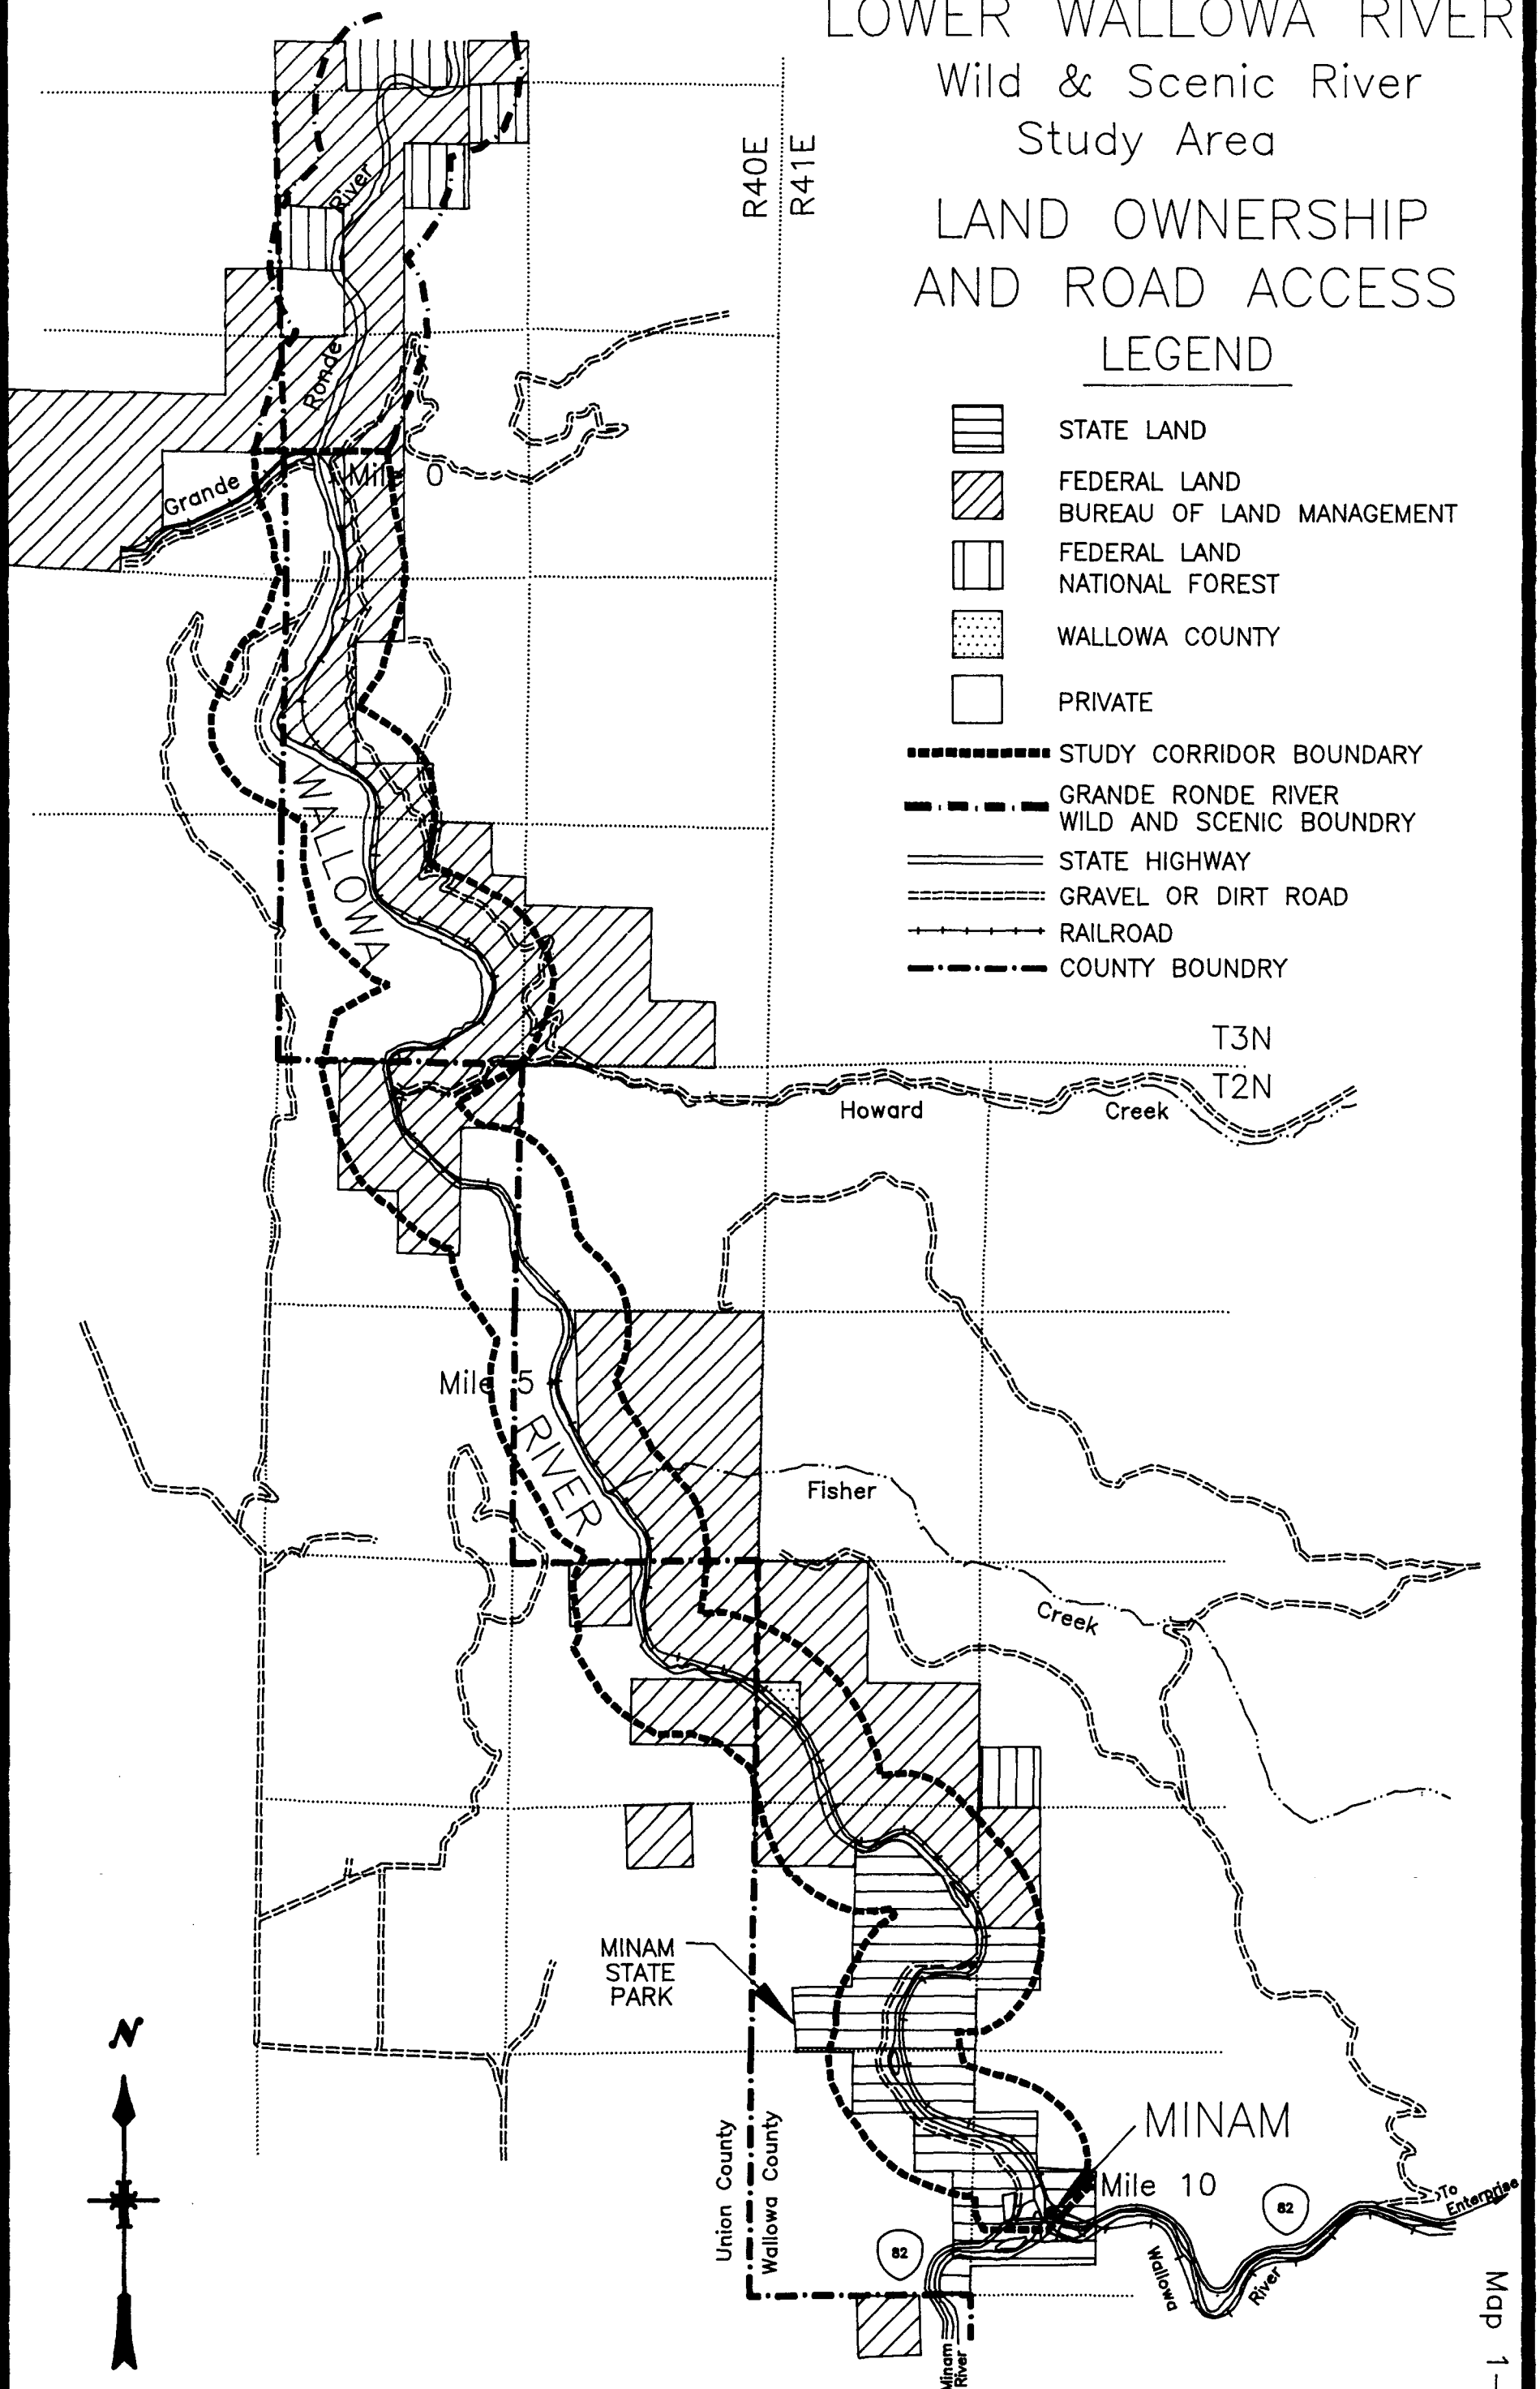 LOWER WALLOWA RIVER
Wild & Scenic River
Study Area
LAND OWNERSHIP
AND ROAD ACCESS
LEGEND
STATE LAND
FEDERAL LAND
BUREAU OF LAND MANAGEMENT
FEDERAL LAND
NATIONAL FOREST
WALLOWA COUNTY
PRIVATE
STUDY CORRIDOR BOUNDARY
GRANDE RONDE RIVER
WILD AND SCENIC BOUNDRY
STATE HIGHWAY
GRAVEL OR DIRT ROAD
RAILROAD
COUNTY BOUNDRY
R40E
R41E
River
Ronde
Grande
Mile 0
WALLOWA
T3N
T2N
Howard Creek
Mile 5
RIVER
Fisher
Creek
MINAM
STATE
PARK
N
Union County
Wallowa County
MINAM
Mile 10
82
82
To
Enterprise
Wallowa
River
Minam
River
Map 1-